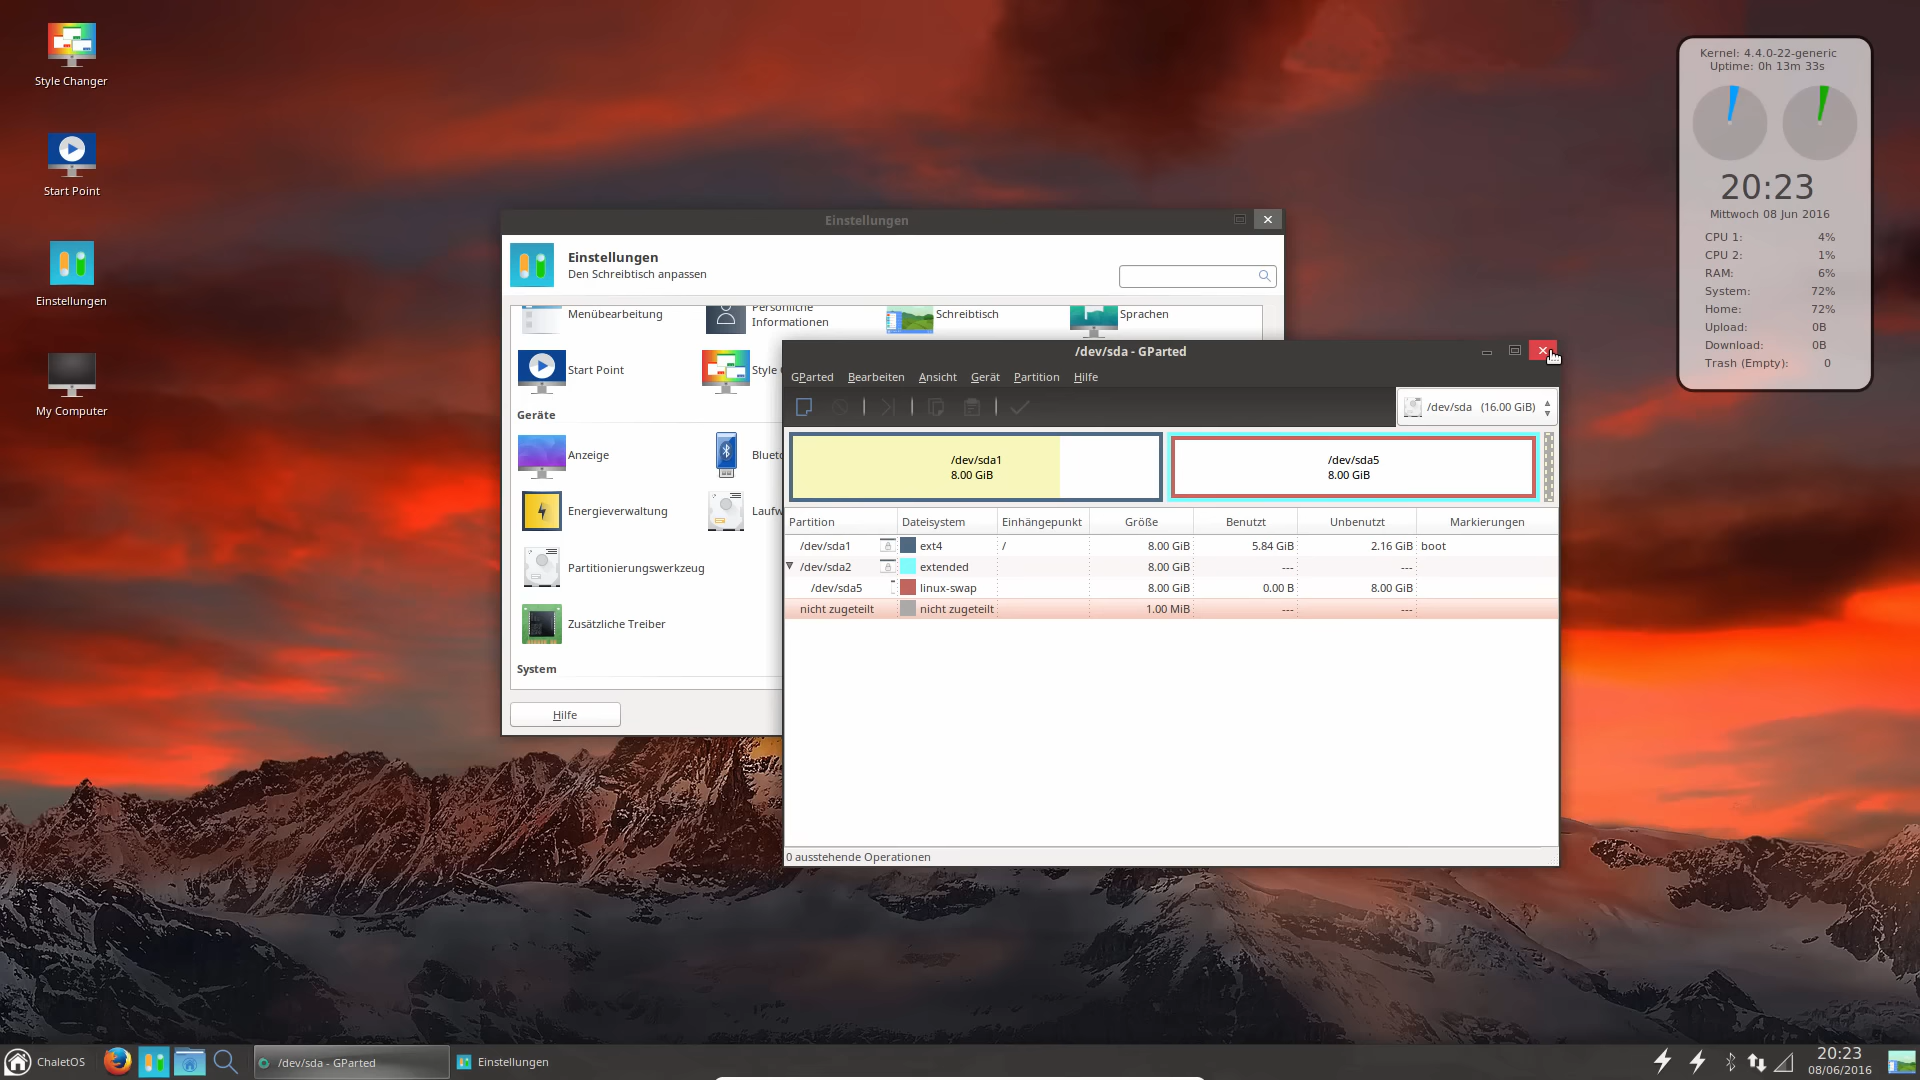 Style Changer
Start Point
Einstellungen
My Computer
Kernel: 4.4.0-22-generic
Uptime: 0h 13m 33s
20:23
Mittwoch 08 Jun 2016
CPU 1: 4%
CPU 2: 1%
RAM: 6%
System: 72%
Home: 72%
Upload: 0B
Download: 0B
Trash (Empty): 0
Einstellungen
Einstellungen
Den Schreibtisch anpassen
Menübearbeitung
Persönliche
Informationen
Schreibtisch
Sprachen
Start Point
Style
Geräte
Anzeige
Blueto
Energieverwaltung
Laufw
Partitionierungswerkzeug
Zusätzliche Treiber
System
Hilfe
/dev/sda - GParted
GParted Bearbeiten Ansicht Gerät Partition Hilfe
/dev/sda (16.00 GiB)
/dev/sda1
8.00 GiB
/dev/sda5
8.00 GiB
Partition Dateisystem Einhängepunkt Größe Benutzt Unbenutzt Markierungen
/dev/sda1 ext4 / 8.00 GiB 5.84 GiB 2.16 GiB boot
/dev/sda2 extended 8.00 GiB --- ---
/dev/sda5 linux-swap 8.00 GiB 0.00 B 8.00 GiB
nicht zugeteilt nicht zugeteilt 1.00 MiB --- ---
0 ausstehende Operationen
ChaletOS
/dev/sda - GParted
Einstellungen
20:23
08/06/2016